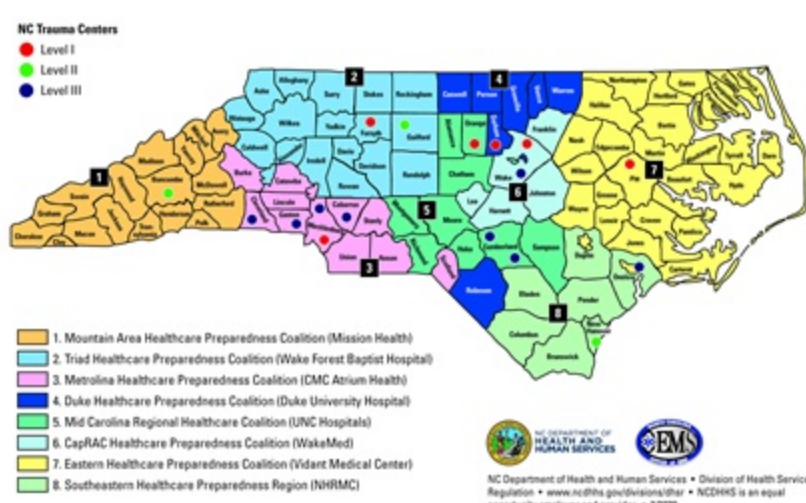 NC Trauma Centers
Level I
Level II
Level III
2
4
1
7
6
5
3
8
Alleghany
Ashe
Surry
Stokes
Rockingham
Caswell
Person
Warren
Northampton
Gates
Halifax
Wilkes
Yadkin
Forsyth
Guilford
Orange
Franklin
Bertie
Caldwell
Davie
Iredell
Davidson
Randolph
Chatham
Wake
Nash
Edgecombe
Tyrrell
Dare
Madison
Burke
Catawba
Rowan
Johnston
Wilson
Pitt
Beaufort
Hyde
Buncombe
McDowell
Rutherford
Lincoln
Cabarrus
Stanly
Moore
Lee
Harnett
Wayne
Greene
Lenoir
Craven
Swain
Graham
Henderson
Polk
Gaston
Cherokee
Clay
Macon
Union
Anson
Hoke
Cumberland
Sampson
Duplin
Jones
Pamlico
Carteret
Robeson
Bladen
Pender
Columbus
Brunswick
1. Mountain Area Healthcare Preparedness Coalition (Mission Health)
2. Triad Healthcare Preparedness Coalition (Wake Forest Baptist Hospital)
3. Metrolina Healthcare Preparedness Coalition (CMC Atrium Health)
4. Duke Healthcare Preparedness Coalition (Duke University Hospital)
5. Mid Carolina Regional Healthcare Coalition (UNC Hospitals)
6. CapRAC Healthcare Preparedness Coalition (WakeMed)
7. Eastern Healthcare Preparedness Coalition (Vidant Medical Center)
8. Southeastern Healthcare Preparedness Region (NHRMC)
NC DEPARTMENT OF
HEALTH AND
HUMAN SERVICES
EMS
NC Department of Health and Human Services • Division of Health Service
Regulation • www.ncdhhs.gov/divisions/dhsr • NCDHHS is an equal